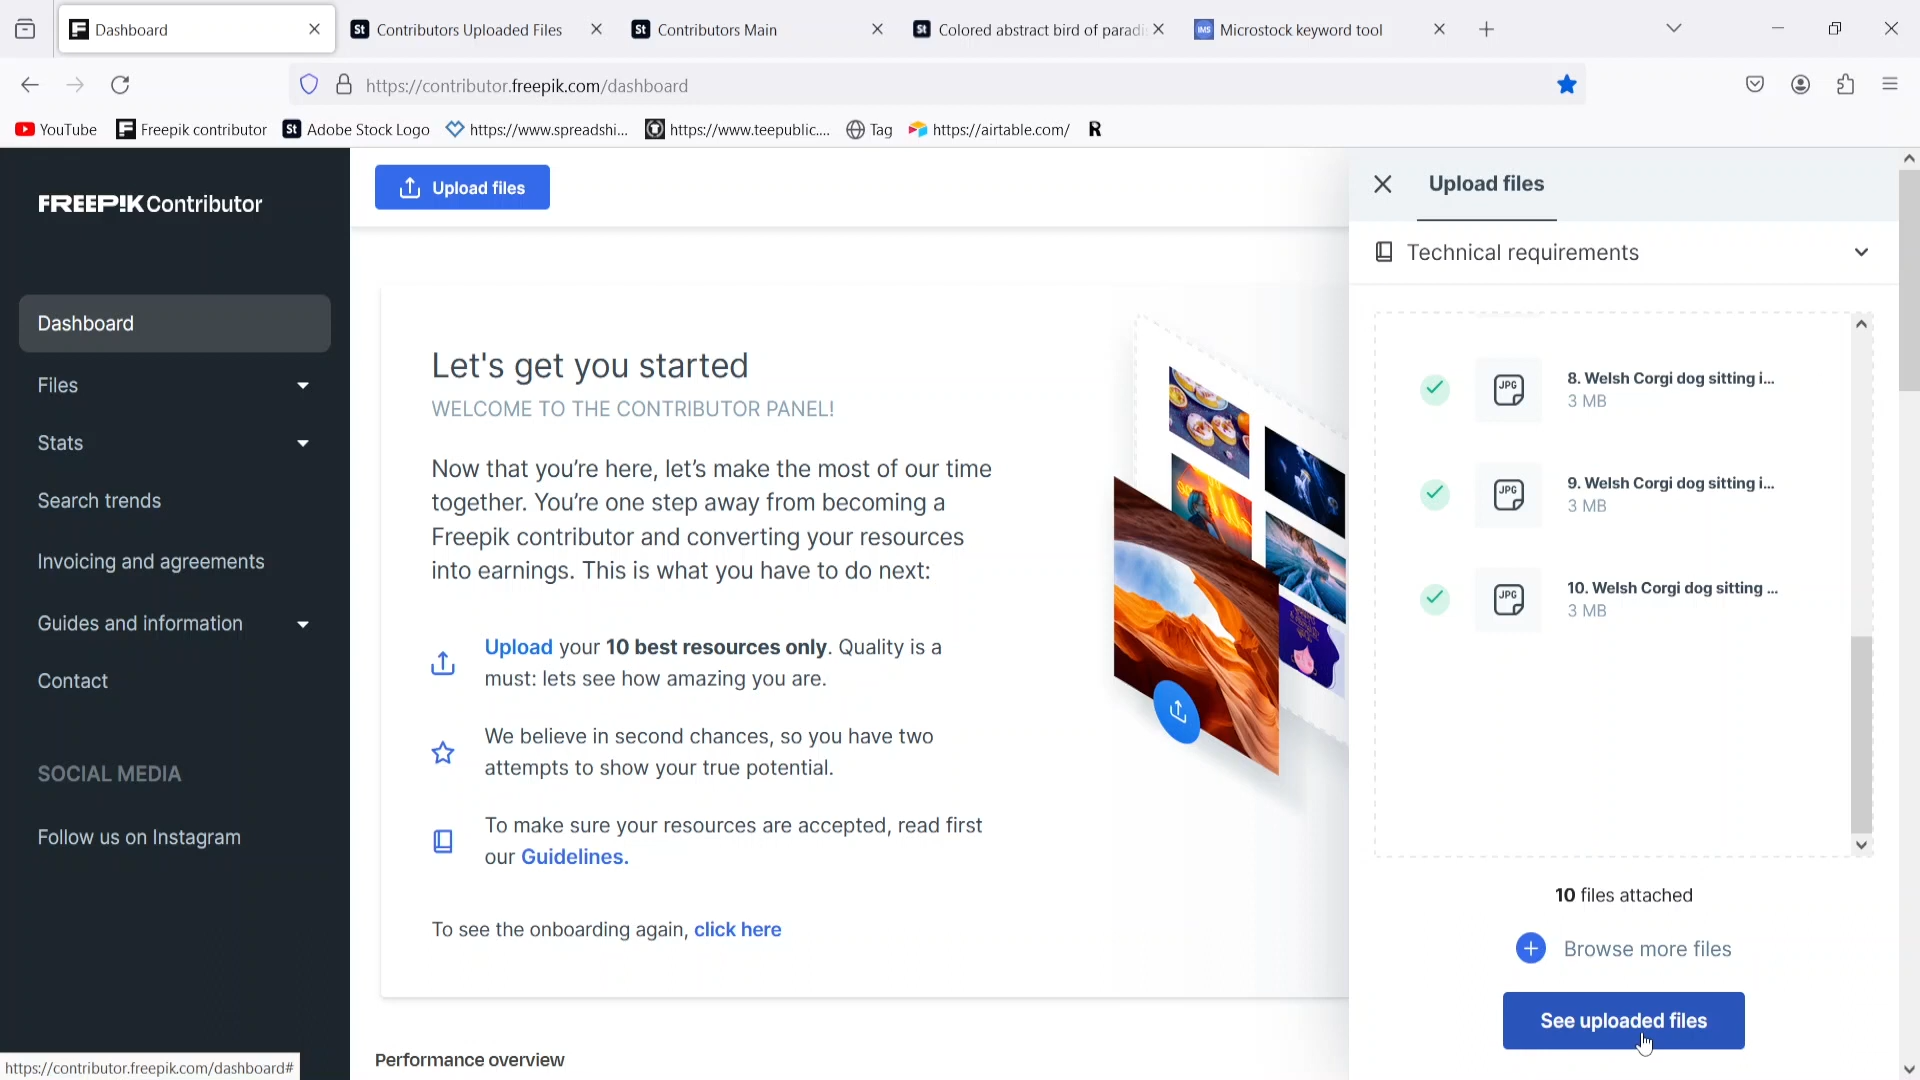 Dashboard
Contributors Uploaded Files
Contributors Main
Colored abstract bird of paradi
Microstock keyword tool
https://contributor.freepik.com/dashboard
YouTube
Freepik contributor
St Adobe Stock Logo
https://www.spreadshi...
https://www.teepublic....
Tag
https://airtable.com/
R
FREEP!K Contributor
Dashboard
Files
Stats
Search trends
Invoicing and agreements
Guides and information
Contact
SOCIAL MEDIA
Follow us on Instagram
https://contributor.freepik.com/dashboard#
Upload files
Let's get you started
WELCOME TO THE CONTRIBUTOR PANEL!
Now that you're here, let's make the most of our time
together. You're one step away from becoming a
Freepik contributor and converting your resources
into earnings. This is what you have to do next:
Upload your 10 best resources only. Quality is a
must: lets see how amazing you are.
We believe in second chances, so you have two
attempts to show your true potential.
To make sure your resources are accepted, read first
our Guidelines.
To see the onboarding again, click here
Performance overview
Upload files
Technical requirements
JPG
8. Welsh Corgi dog sitting i...
3 MB
JPG
9. Welsh Corgi dog sitting i...
3 MB
JPG
10. Welsh Corgi dog sitting ...
3 MB
10 files attached
Browse more files
See uploaded files